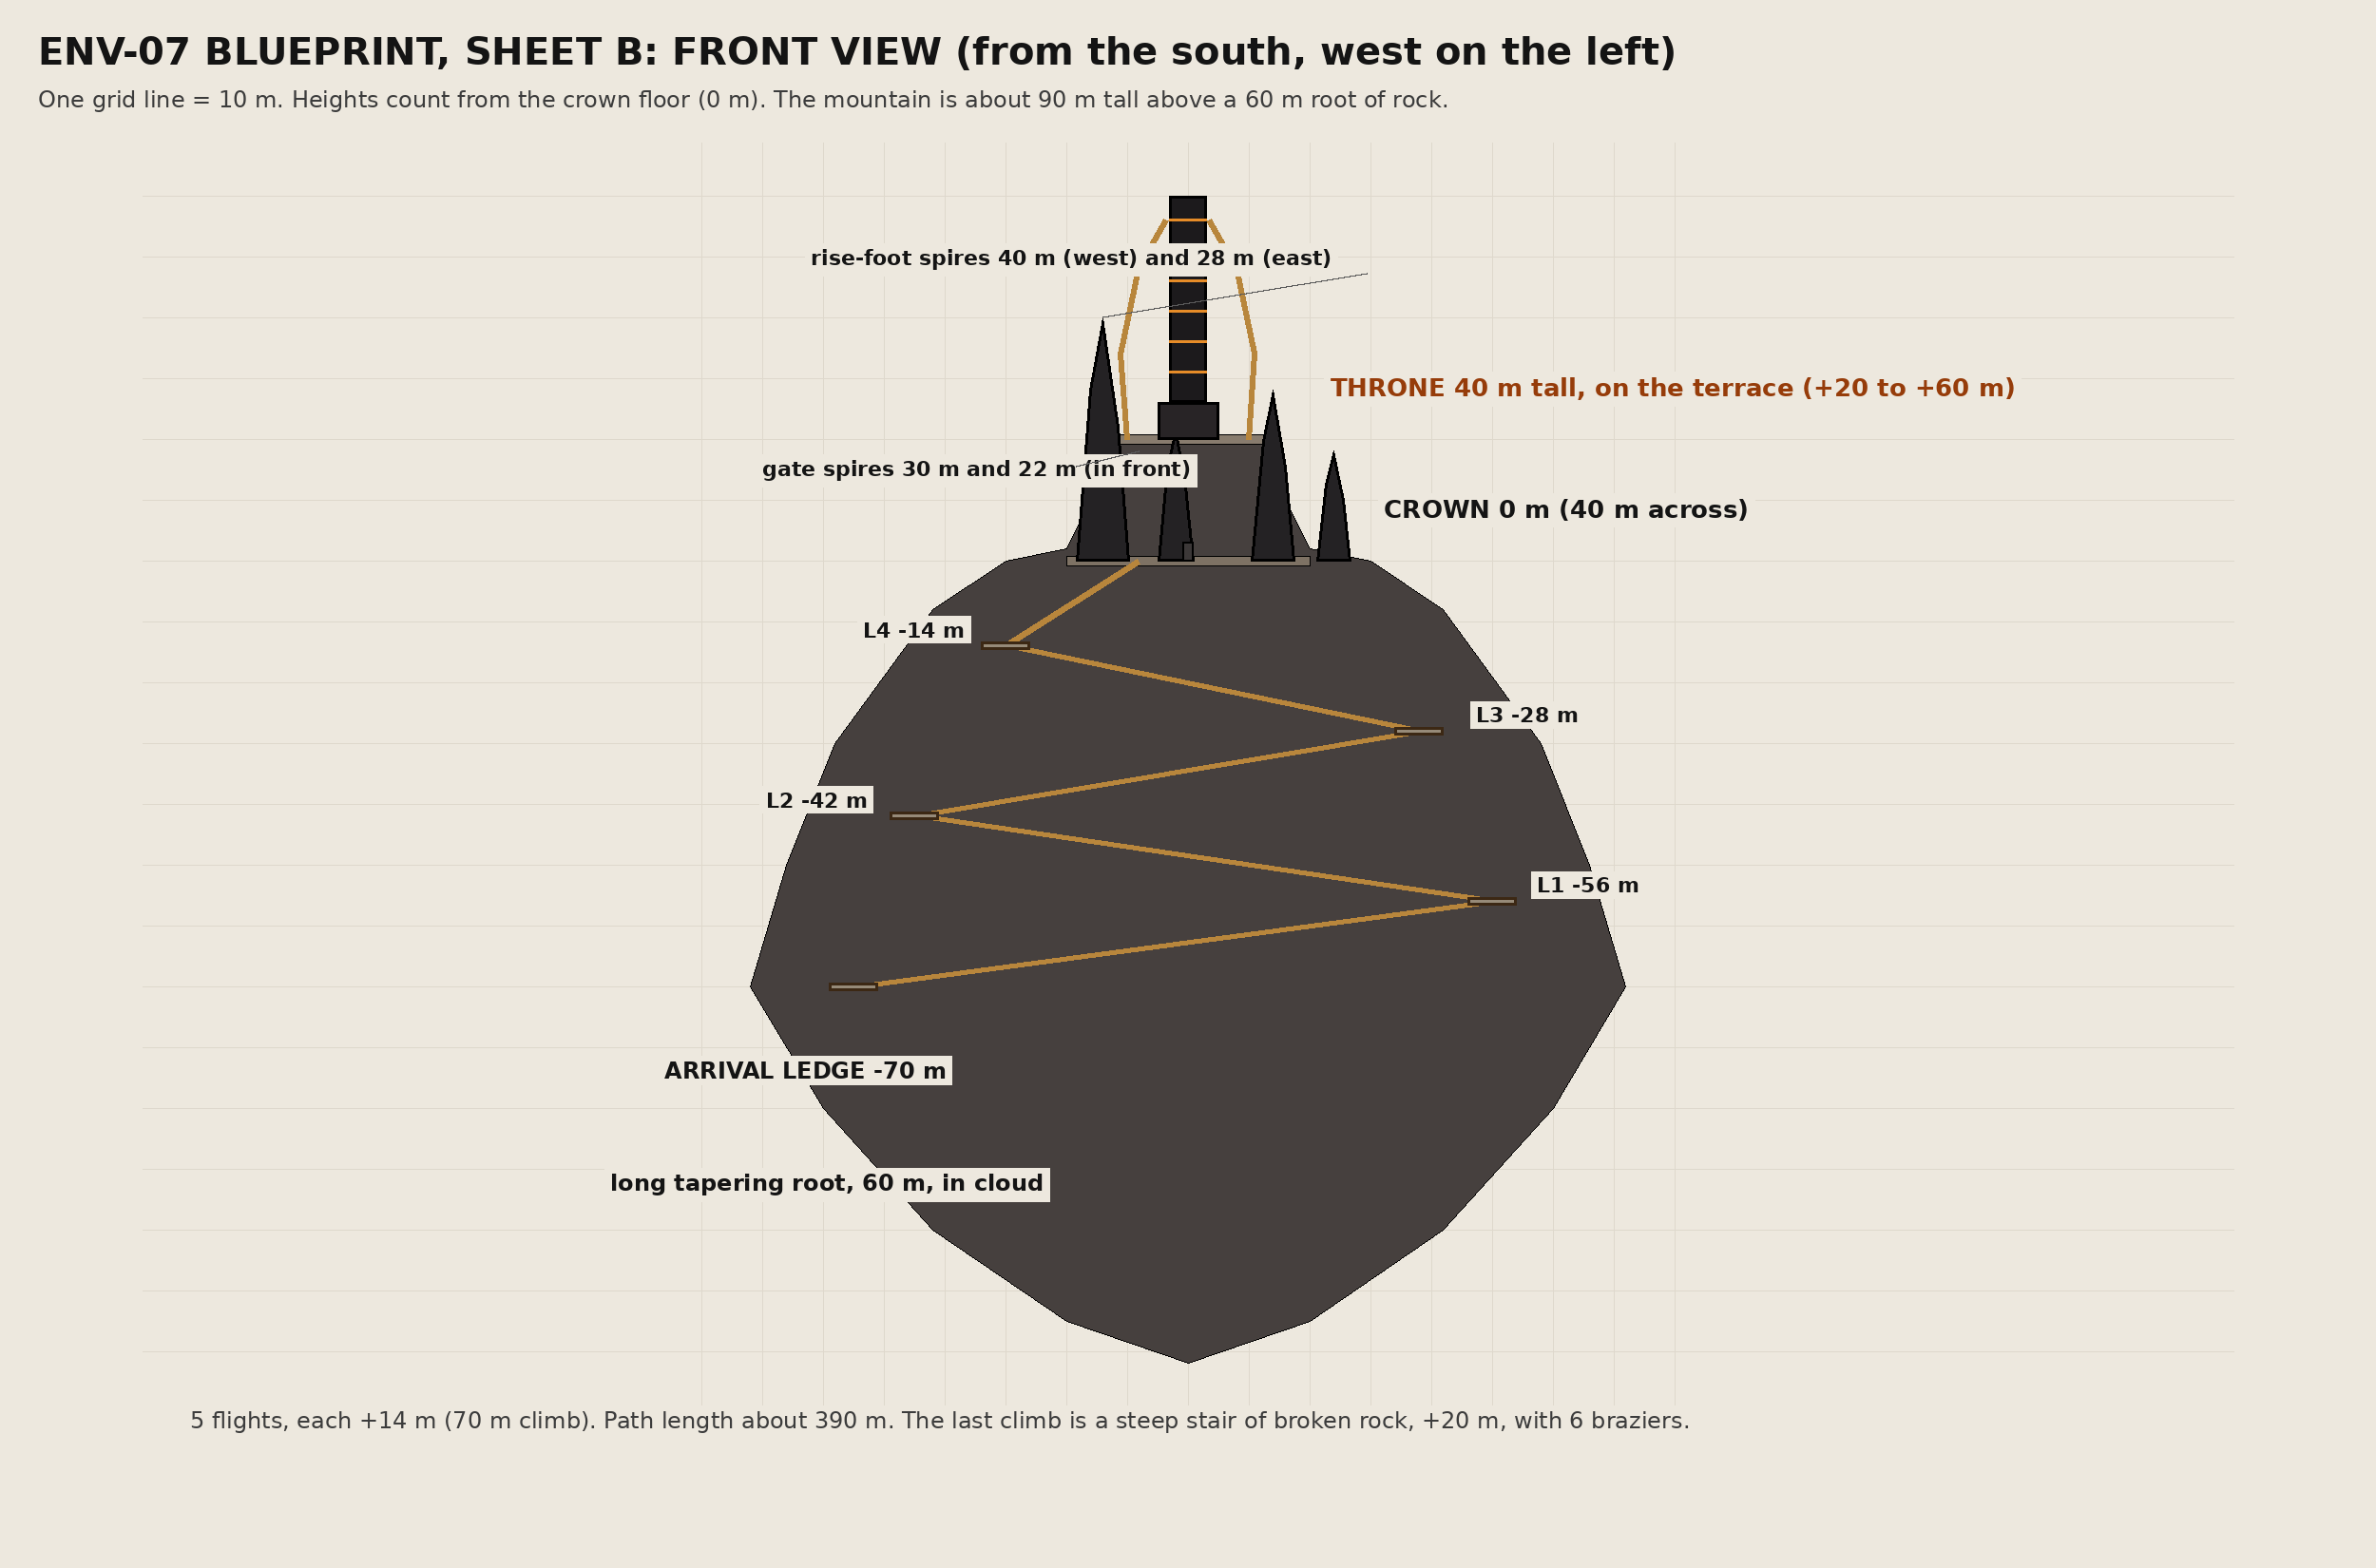 ENV-07 BLUEPRINT, SHEET B: FRONT VIEW (from the south, west on the left)
One grid line = 10 m. Heights count from the crown floor (0 m). The mountain is about 90 m tall above a 60 m root of rock.
rise-foot spires 40 m (west) and 28 m (east)
THRONE 40 m tall, on the terrace (+20 to +60 m)
gate spires 30 m and 22 m (in front)
CROWN 0 m (40 m across)
L4 -14 m
L3 -28 m
L2 -42 m
L1 -56 m
ARRIVAL LEDGE -70 m
long tapering root, 60 m, in cloud
5 flights, each +14 m (70 m climb). Path length about 390 m. The last climb is a steep stair of broken rock, +20 m, with 6 braziers.